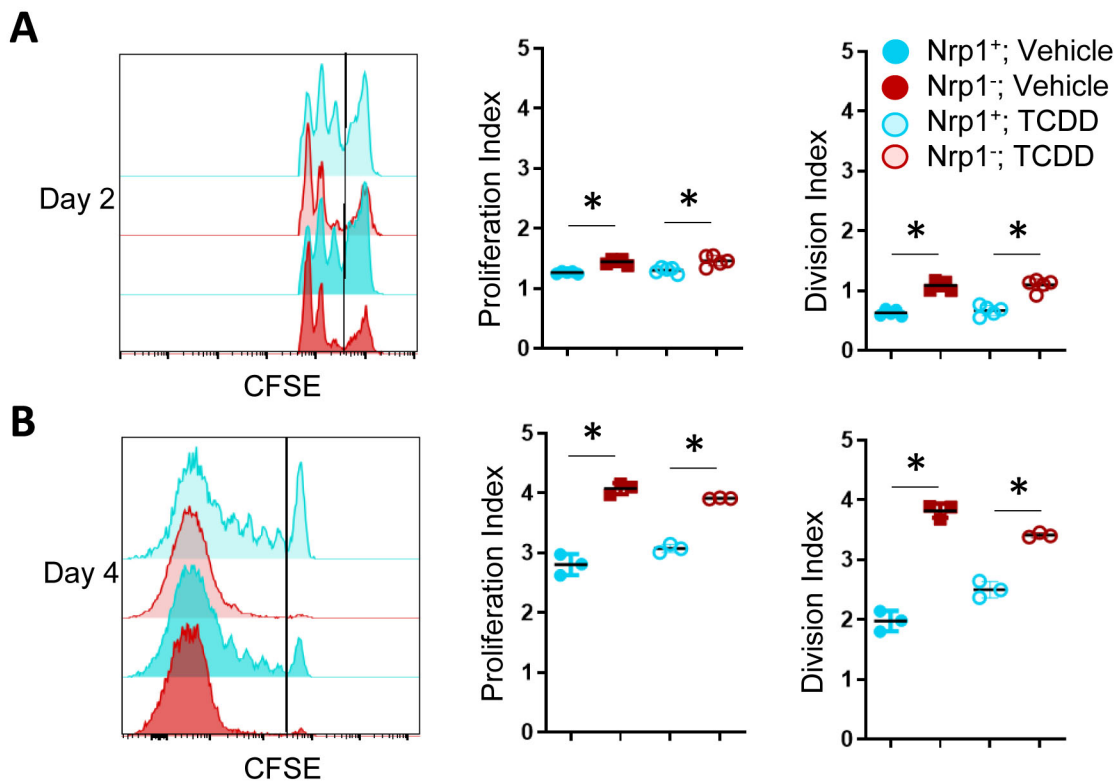 A
Day 2
CFSE
Proliferation Index
5
4
3
2
1
0
*
*
Division Index
5
4
3
2
1
0
*
*
Nrp1+; Vehicle
Nrp1-; Vehicle
Nrp1+; TCDD
Nrp1-; TCDD
B
Day 4
CFSE
Proliferation Index
5
4
3
2
1
0
*
*
Division Index
5
4
3
2
1
0
*
*